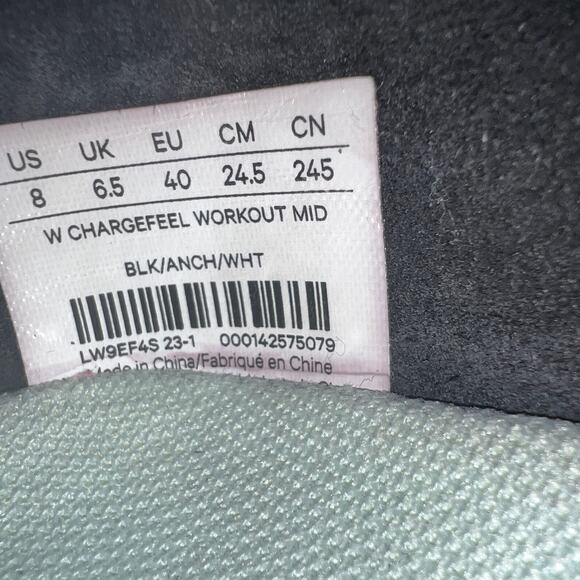 US UK EU CM CN
8 6.5 40 24.5 245
W CHARGEFEEL WORKOUT MID
BLK/ANCH/WHT
LW9EF4S 23-1 000142575079
Made in China/Fabriqué en Chine